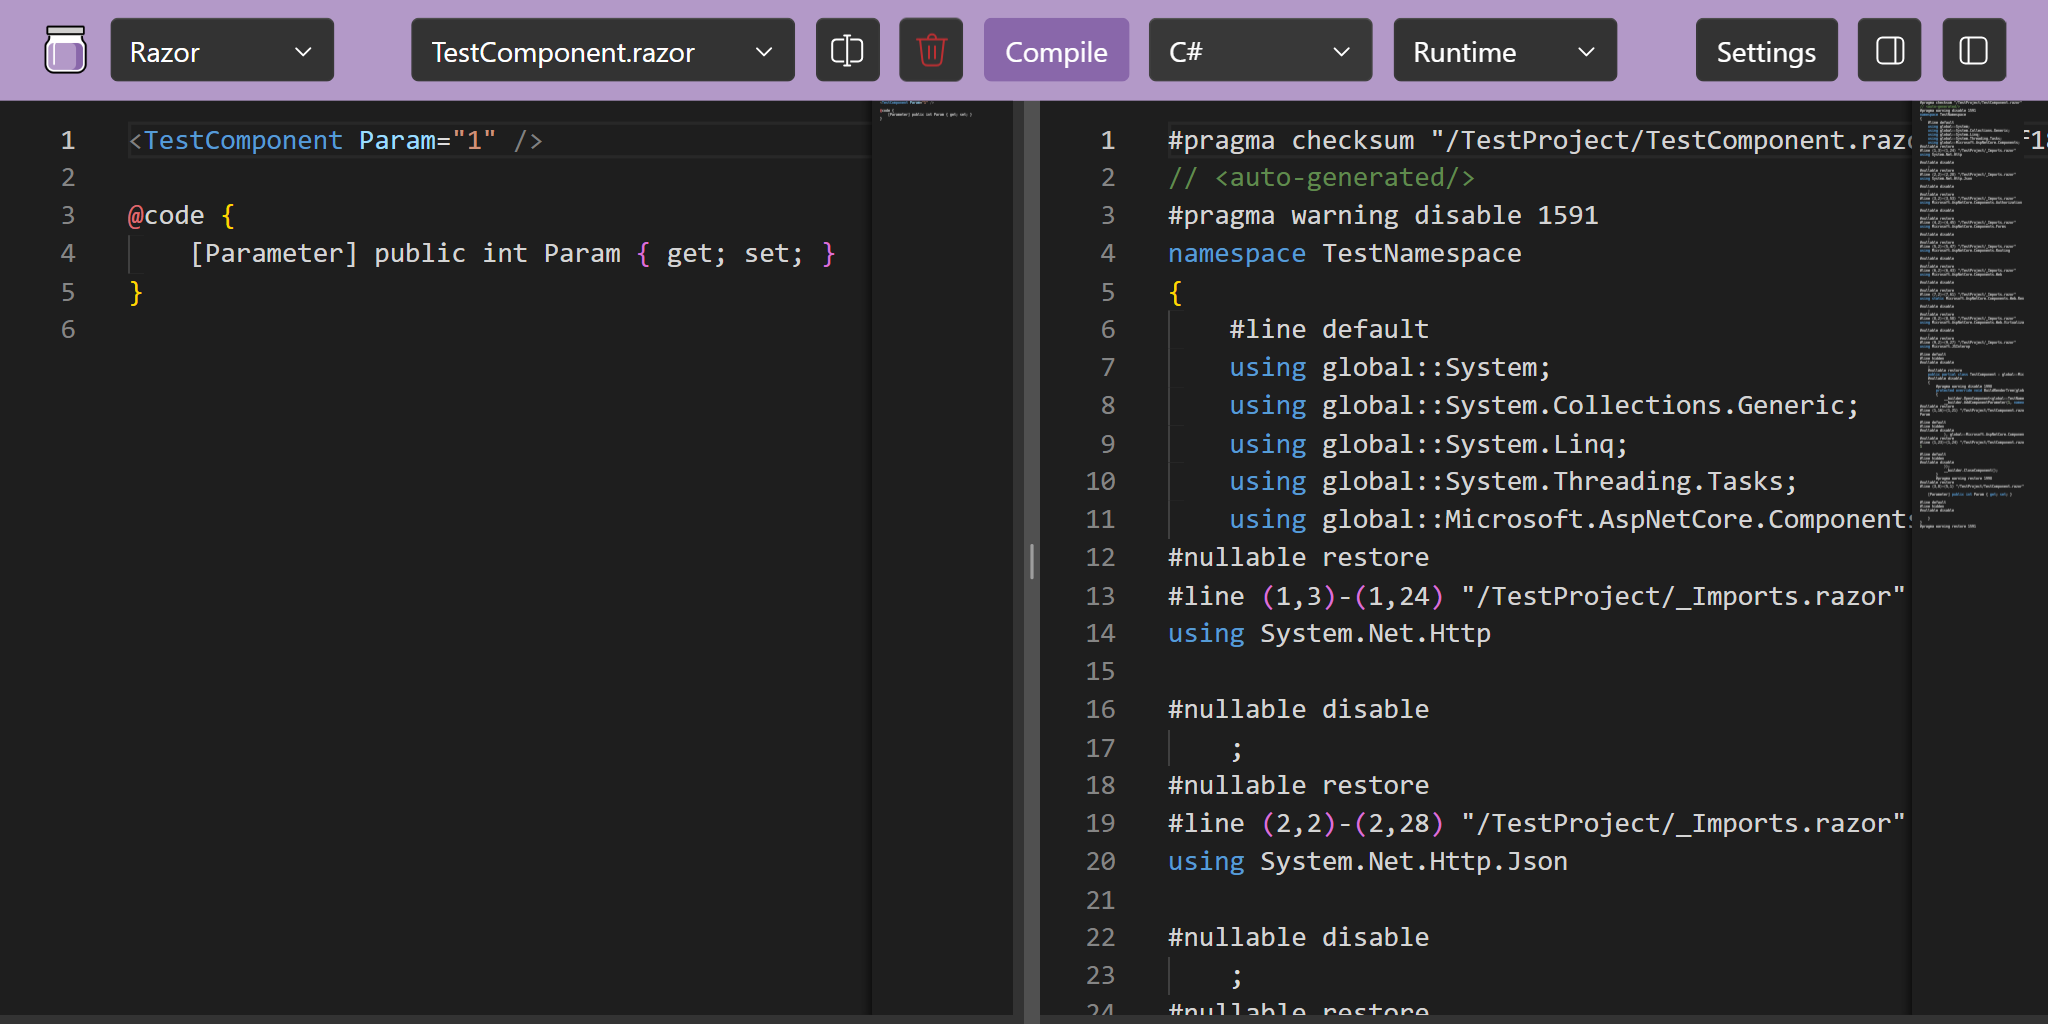 Razor
TestComponent.razor
Compile
C#
Runtime
Settings
1 <TestComponent Param="1" />
2
3 @code {
4 [Parameter] public int Param { get; set; }
5 }
6
1 #pragma checksum "/TestProject/TestComponent.razo
2 // <auto-generated/>
3 #pragma warning disable 1591
4 namespace TestNamespace
5 {
6 #line default
7 using global::System;
8 using global::System.Collections.Generic;
9 using global::System.Linq;
10 using global::System.Threading.Tasks;
11 using global::Microsoft.AspNetCore.Components
12 #nullable restore
13 #line (1,3)-(1,24) "/TestProject/_Imports.razor"
14 using System.Net.Http
15
16 #nullable disable
17 ;
18 #nullable restore
19 #line (2,2)-(2,28) "/TestProject/_Imports.razor"
20 using System.Net.Http.Json
21
22 #nullable disable
23 ;
24 #nullable restore